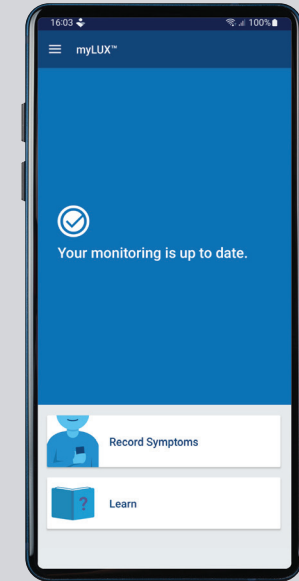 16:03 100%
myLUX™
Your monitoring is up to date.
Record Symptoms
?
Learn